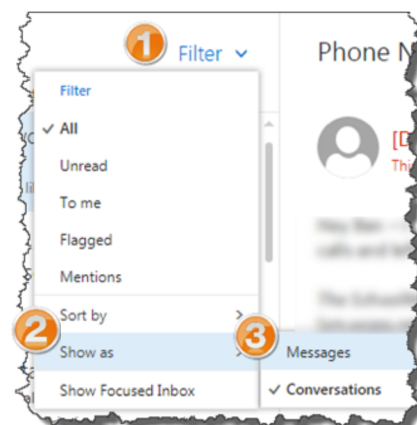 1
Filter
Phone N
Filter
All
[D
Unread
Thi
To me
Flagged
Mentions
2
Sort by
3
Show as
Messages
Show Focused Inbox
Conversations